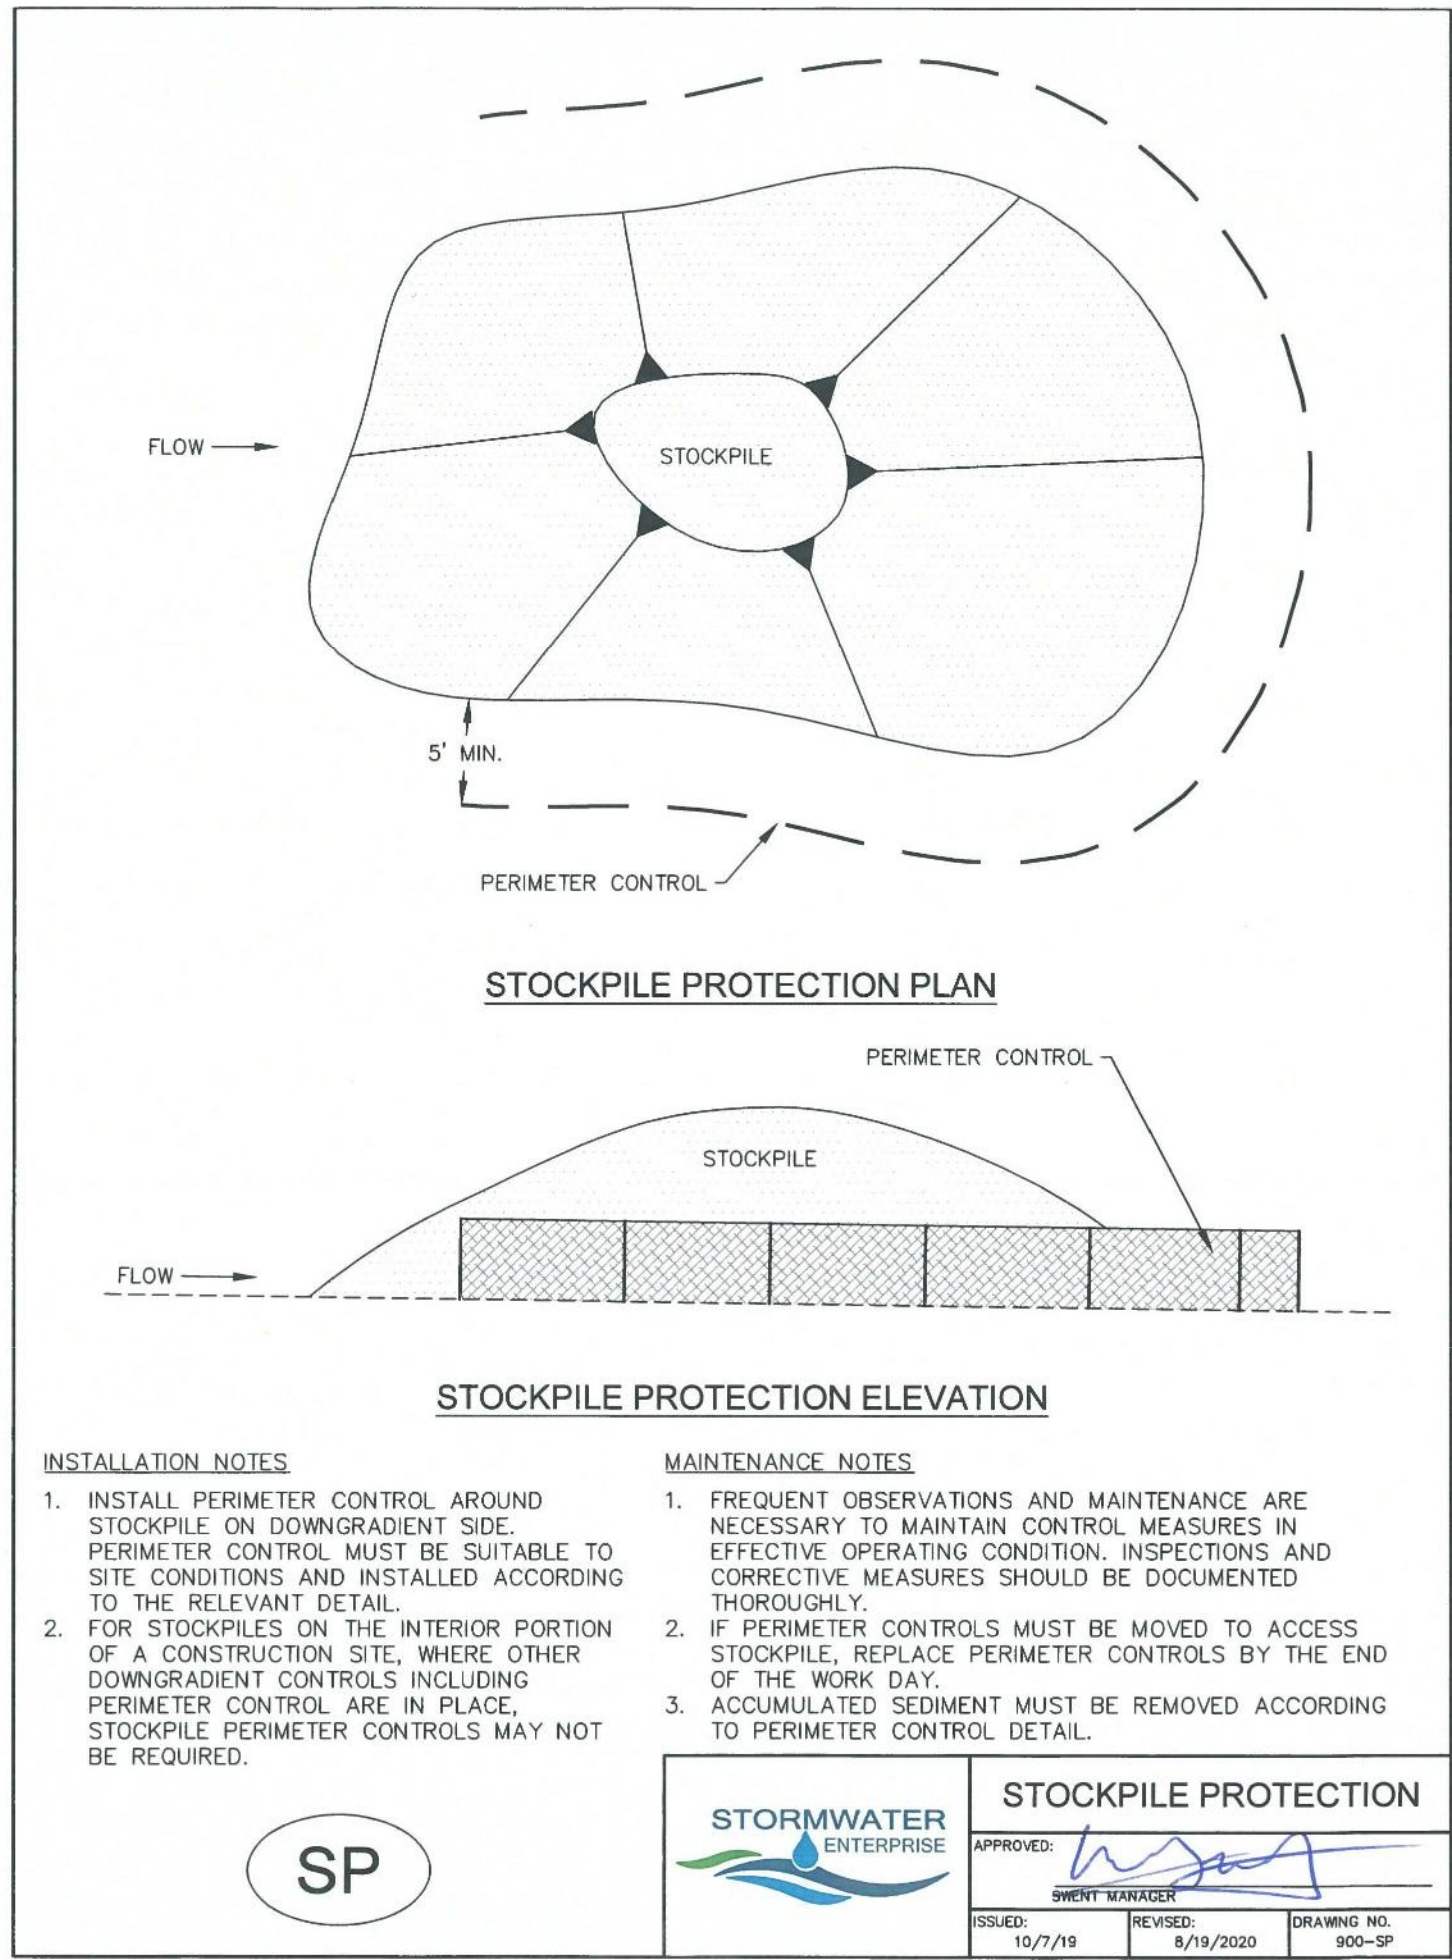 FLOW
STOCKPILE
5' MIN.
PERIMETER CONTROL
STOCKPILE PROTECTION PLAN
PERIMETER CONTROL
STOCKPILE
FLOW
STOCKPILE PROTECTION ELEVATION
INSTALLATION NOTES
1. INSTALL PERIMETER CONTROL AROUND
STOCKPILE ON DOWNGRADIENT SIDE.
PERIMETER CONTROL MUST BE SUITABLE TO
SITE CONDITIONS AND INSTALLED ACCORDING
TO THE RELEVANT DETAIL.
2. FOR STOCKPILES ON THE INTERIOR PORTION
OF A CONSTRUCTION SITE, WHERE OTHER
DOWNGRADIENT CONTROLS INCLUDING
PERIMETER CONTROL ARE IN PLACE,
STOCKPILE PERIMETER CONTROLS MAY NOT
BE REQUIRED.
MAINTENANCE NOTES
1. FREQUENT OBSERVATIONS AND MAINTENANCE ARE
NECESSARY TO MAINTAIN CONTROL MEASURES IN
EFFECTIVE OPERATING CONDITION. INSPECTIONS AND
CORRECTIVE MEASURES SHOULD BE DOCUMENTED
THOROUGHLY.
2. IF PERIMETER CONTROLS MUST BE MOVED TO ACCESS
STOCKPILE, REPLACE PERIMETER CONTROLS BY THE END
OF THE WORK DAY.
3. ACCUMULATED SEDIMENT MUST BE REMOVED ACCORDING
TO PERIMETER CONTROL DETAIL.
SP
STORMWATER
ENTERPRISE
STOCKPILE PROTECTION
APPROVED:
SWENT MANAGER
ISSUED:
10/7/19
REVISED:
8/19/2020
DRAWING NO.
900-SP